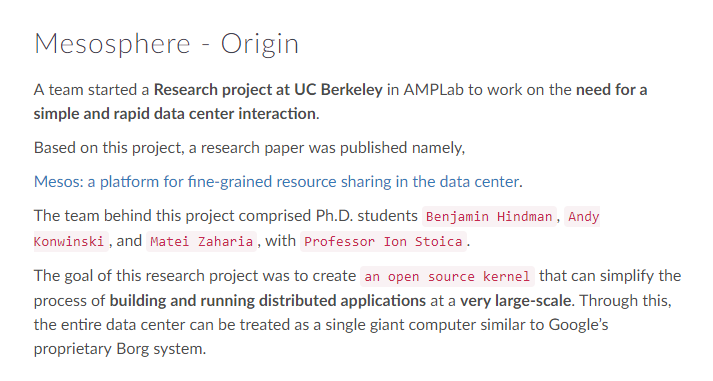 Mesosphere - Origin
A team started a Research project at UC Berkeley in AMPLab to work on the need for a
simple and rapid data center interaction.
Based on this project, a research paper was published namely,
Mesos: a platform for fine-grained resource sharing in the data center.
The team behind this project comprised Ph.D. students Benjamin Hindman, Andy
Konwinski, and Matei Zaharia, with Professor Ion Stoica.
The goal of this research project was to create an open source kernel that can simplify the
process of building and running distributed applications at a very large-scale. Through this,
the entire data center can be treated as a single giant computer similar to Google's
proprietary Borg system.